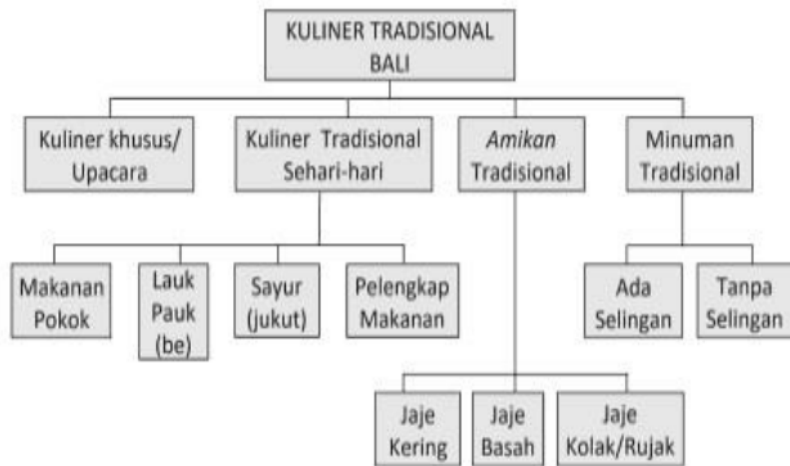 KULINER TRADISIONAL
BALI
Kuliner khusus/
Upacara
Kuliner Tradisional
Sehari-hari
Amikan
Tradisional
Minuman
Tradisional
Makanan
Pokok
Lauk
Pauk
(be)
Sayur
(jukut)
Pelengkap
Makanan
Ada
Selingan
Tanpa
Selingan
Jaje
Kering
Jaje
Basah
Jaje
Kolak/Rujak